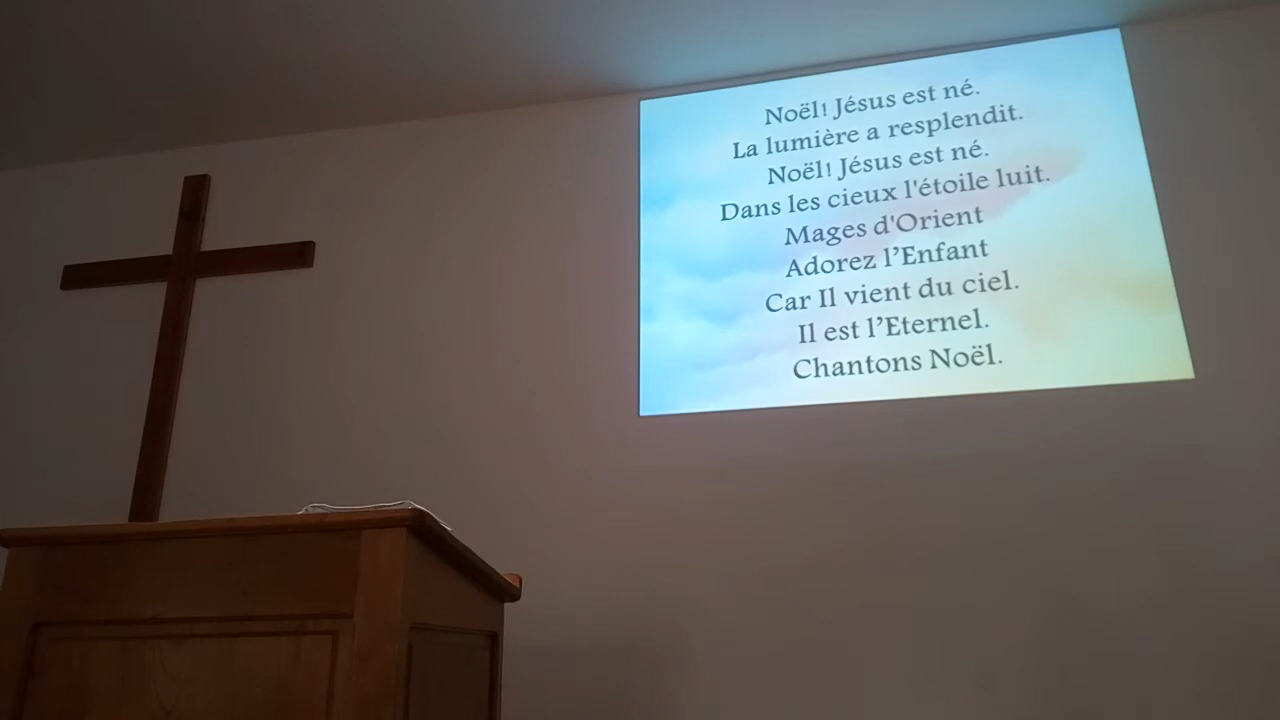 Noël! Jésus est né.
La lumière a resplendit.
Noël! Jésus est né.
Dans les cieux l'étoile luit.
Mages d'Orient
Adorez l’Enfant
Car Il vient du ciel.
Il est l’Eternel.
Chantons Noël.